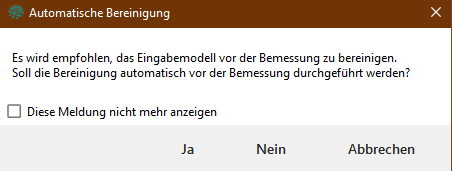 Automatische Bereinigung
Es wird empfohlen, das Eingabemodell vor der Bemessung zu bereinigen.
Soll die Bereinigung automatisch vor der Bemessung durchgeführt werden?
Diese Meldung nicht mehr anzeigen
Ja Nein Abbrechen